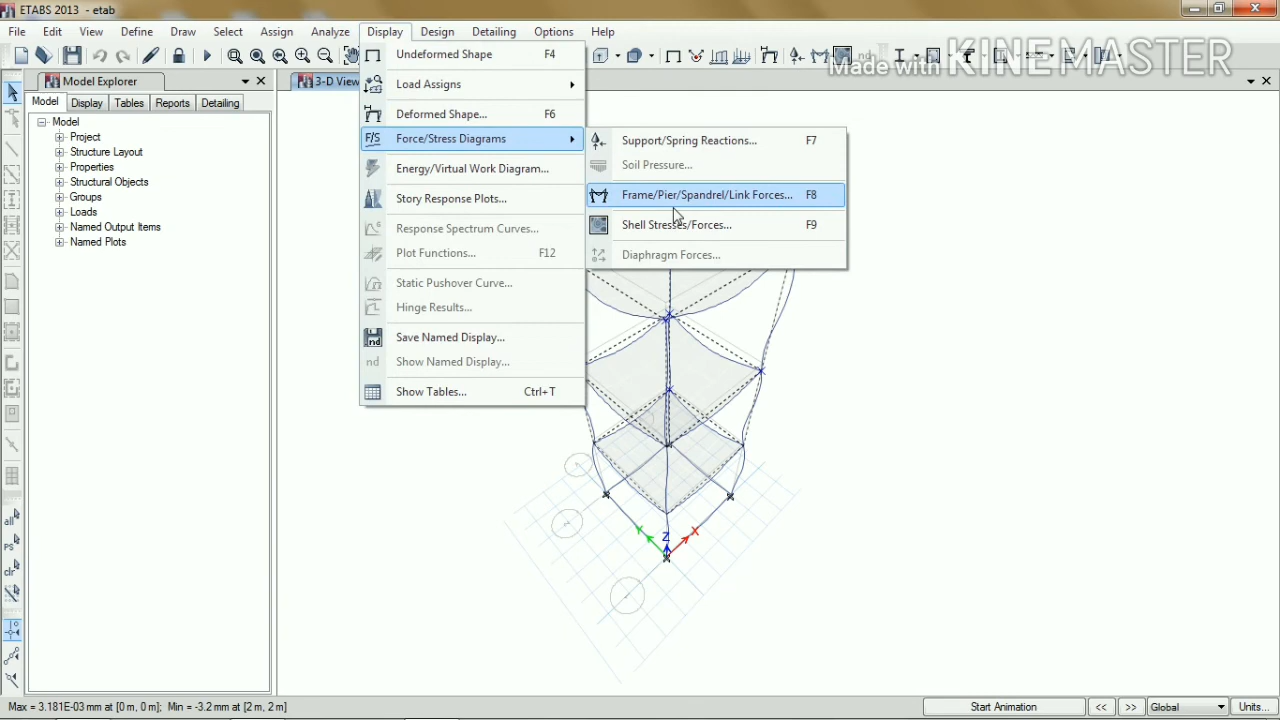 ETABS 2013 - etab
File Edit View Define Draw Select Assign Analyze Display Design Detailing Options Help
Made with KINEMASTER
Model Explorer
3-D View
Model Display Tables Reports Detailing
Model
Project
Structure Layout
Properties
Structural Objects
Groups
Loads
Named Output Items
Named Plots
Undeformed Shape F4
Load Assigns
Deformed Shape... F6
F/S Force/Stress Diagrams
Energy/Virtual Work Diagram...
Story Response Plots...
Response Spectrum Curves...
Plot Functions... F12
Static Pushover Curve...
Hinge Results...
Save Named Display...
nd Show Named Display...
Show Tables... Ctrl+T
Support/Spring Reactions... F7
Soil Pressure...
Frame/Pier/Spandrel/Link Forces... F8
Shell Stresses/Forces... F9
Diaphragm Forces...
all
PS
clr
Y Z X
Max = 3.181E-03 mm at [0 m, 0 m]; Min = -3.2 mm at [2 m, 2 m]
Start Animation << >> Global Units...